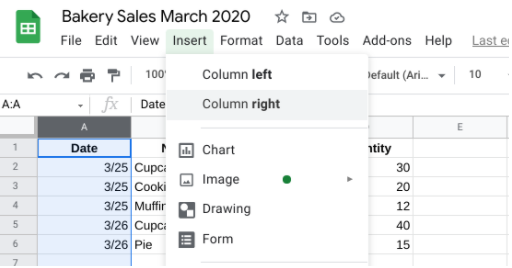 Bakery Sales March 2020
File Edit View Insert Format Data Tools Add-ons Help Last e
100 Column left Default (Ari... 10
A:A fx Date Column right
A E
1 Date ntity
2 3/25 Cupca 30
3 3/25 Cooki 20
4 3/25 Muffin 12
5 3/26 Cupca 40
6 3/26 Pie 15
7
Chart
Image
Drawing
Form